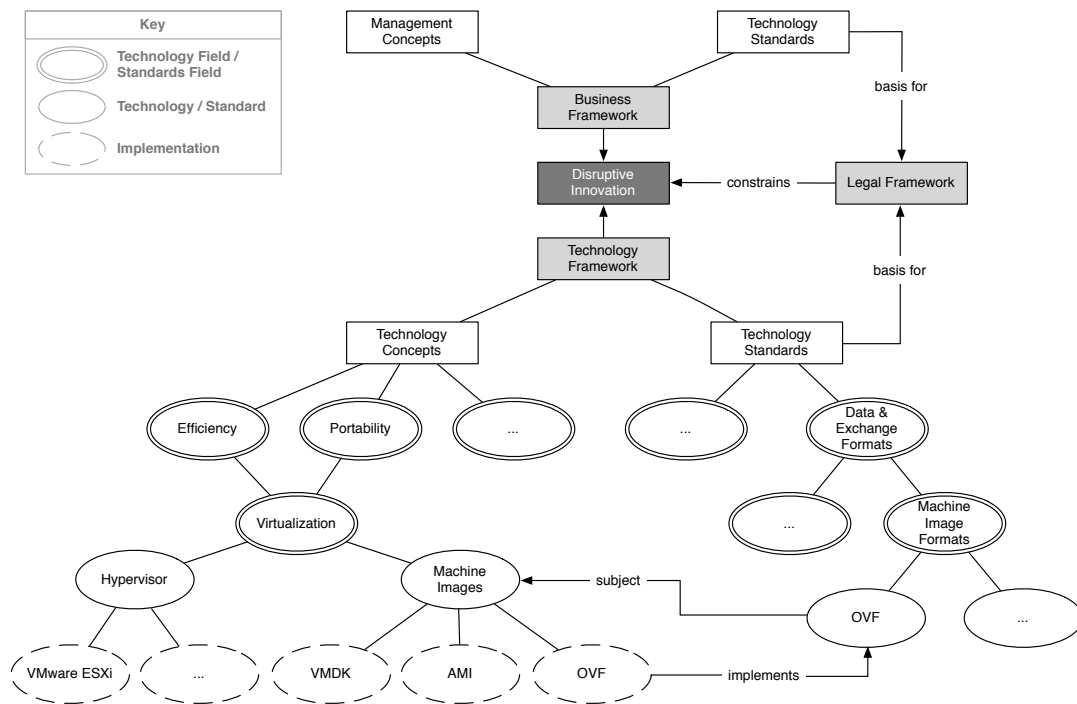 Key
Technology Field /
Standards Field
Technology / Standard
Implementation
Management
Concepts
Technology
Standards
Business
Framework
basis for
Disruptive
Innovation
constrains
Legal Framework
Technology
Framework
basis for
Technology
Concepts
Technology
Standards
Efficiency
Portability
...
...
Data &
Exchange
Formats
Virtualization
...
Machine
Image
Formats
Hypervisor
Machine
Images
subject
OVF
...
VMware ESXi
...
VMDK
AMI
OVF
implements